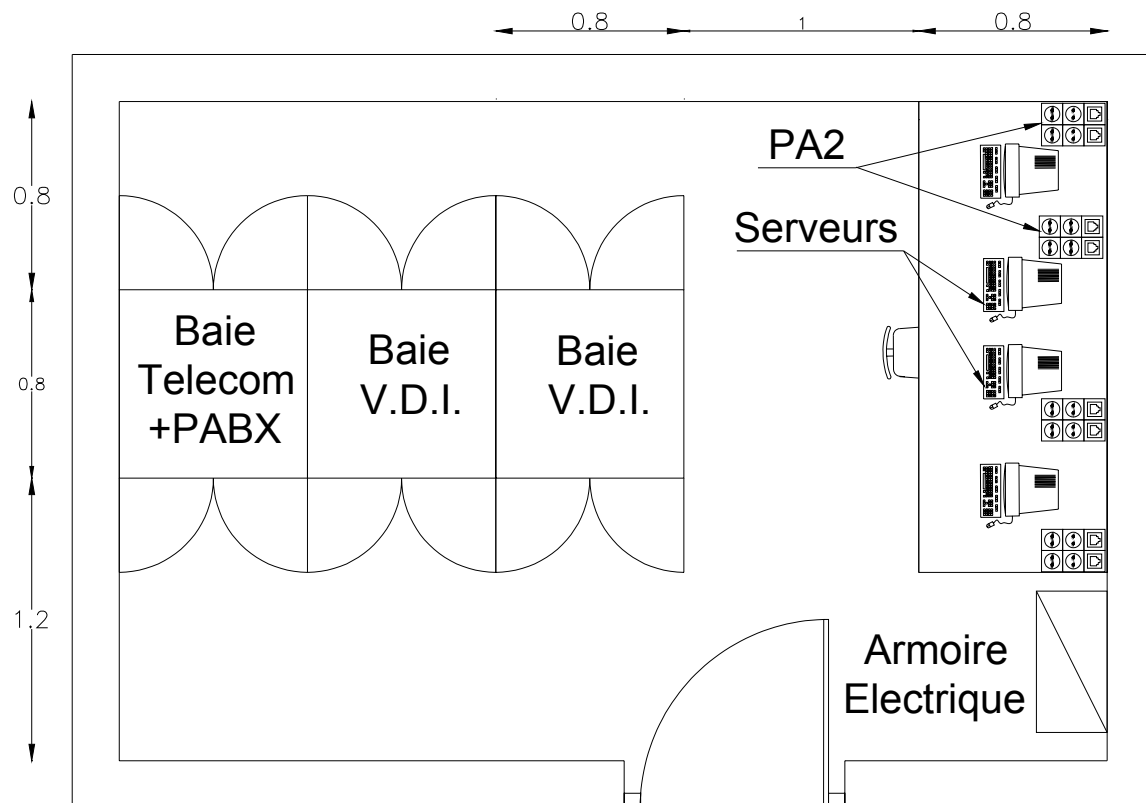 0.8
1
0.8
0.8
0.8
1.2
PA2
Serveurs
Baie
Telecom
+PABX
Baie
V.D.I.
Baie
V.D.I.
Armoire
Electrique